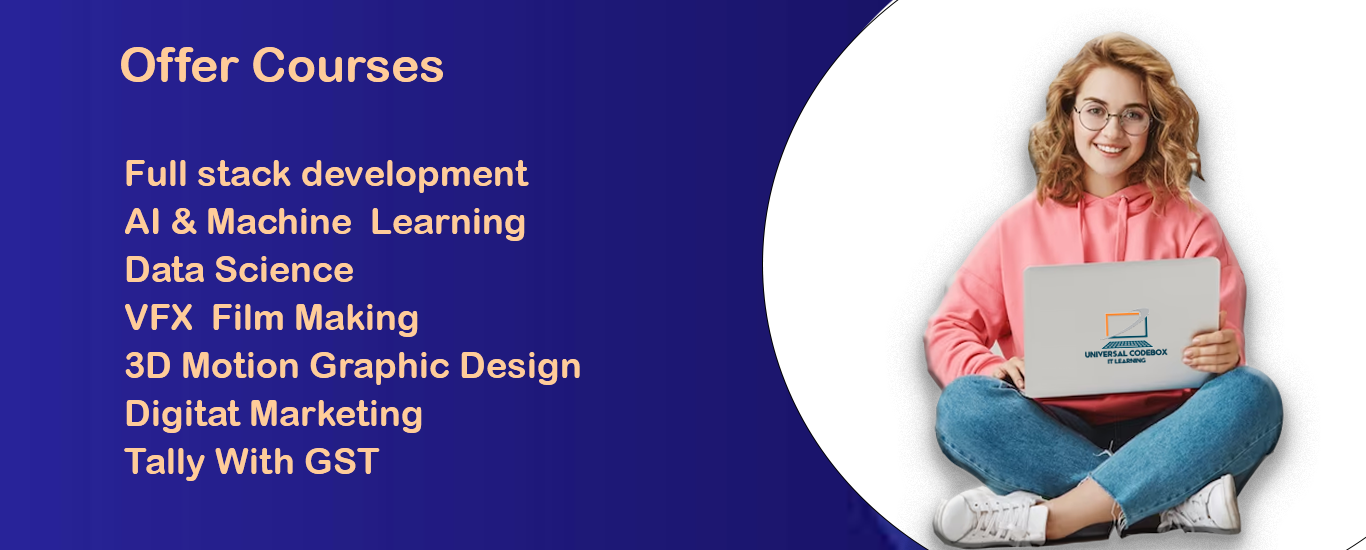 Offer Courses
Full stack development
AI & Machine Learning
Data Science
VFX Film Making
3D Motion Graphic Design
Digitat Marketing
Tally With GST
UNIVERSAL CODEBOX
IT LEARNING